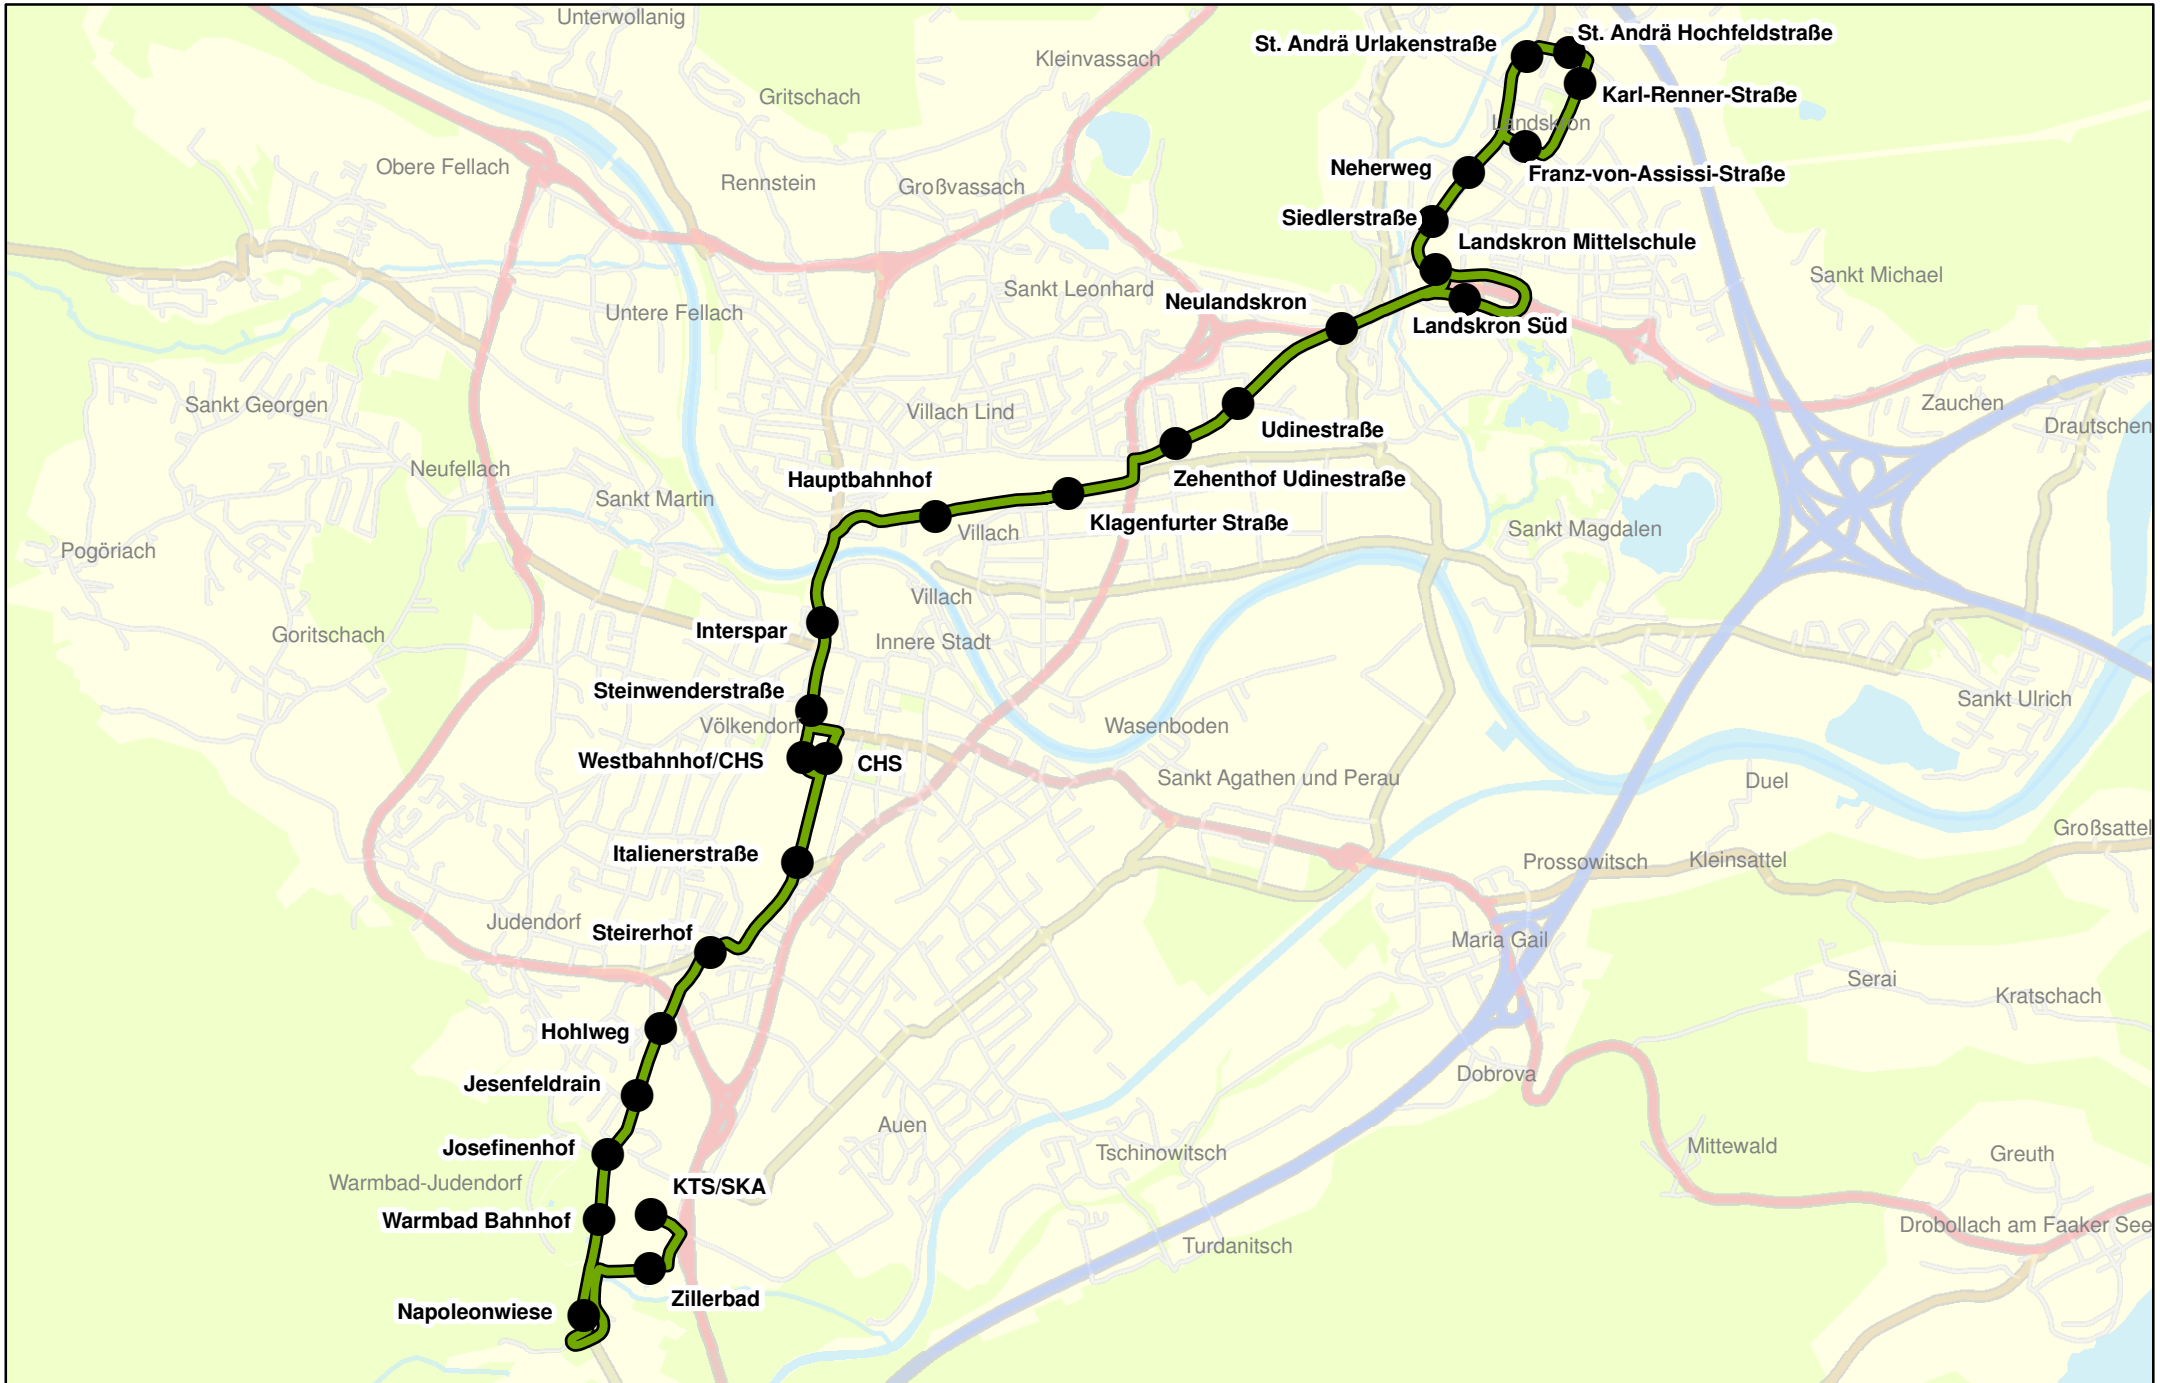 Unterwollanig
St. Andrä Hochfeldstraße
St. Andrä Urlakenstraße
Kleinvassach
Gritschach
Karl-Renner-Straße
Landskron
Obere Fellach
Neherweg
Franz-von-Assissi-Straße
Rennstein
Großvassach
Siedlerstraße
Landskron Mittelschule
Sankt Michael
Sankt Leonhard
Neulandskron
Untere Fellach
Landskron Süd
Sankt Georgen
Villach Lind
Zauchen
Drautschen
Udinestraße
Neufellach
Hauptbahnhof
Zehenthof Udinestraße
Sankt Martin
Klagenfurter Straße
Villach
Sankt Magdalen
Pogöriach
Villach
Interspar
Goritschach
Innere Stadt
Steinwenderstraße
Sankt Ulrich
Völkendorf
Wasenboden
Westbahnhof/CHS
CHS
Sankt Agathen und Perau
Duel
Großsattel
Italienerstraße
Prossowitsch
Kleinsattel
Judendorf
Steirerhof
Maria Gail
Serai
Kratschach
Hohlweg
Dobrova
Jesenfeldrain
Auen
Josefinenhof
Tschinowitsch
Mittewald
Greuth
Warmbad-Judendorf
KTS/SKA
Warmbad Bahnhof
Drobollach am Faaker See
Turdanitsch
Zillerbad
Napoleonwiese